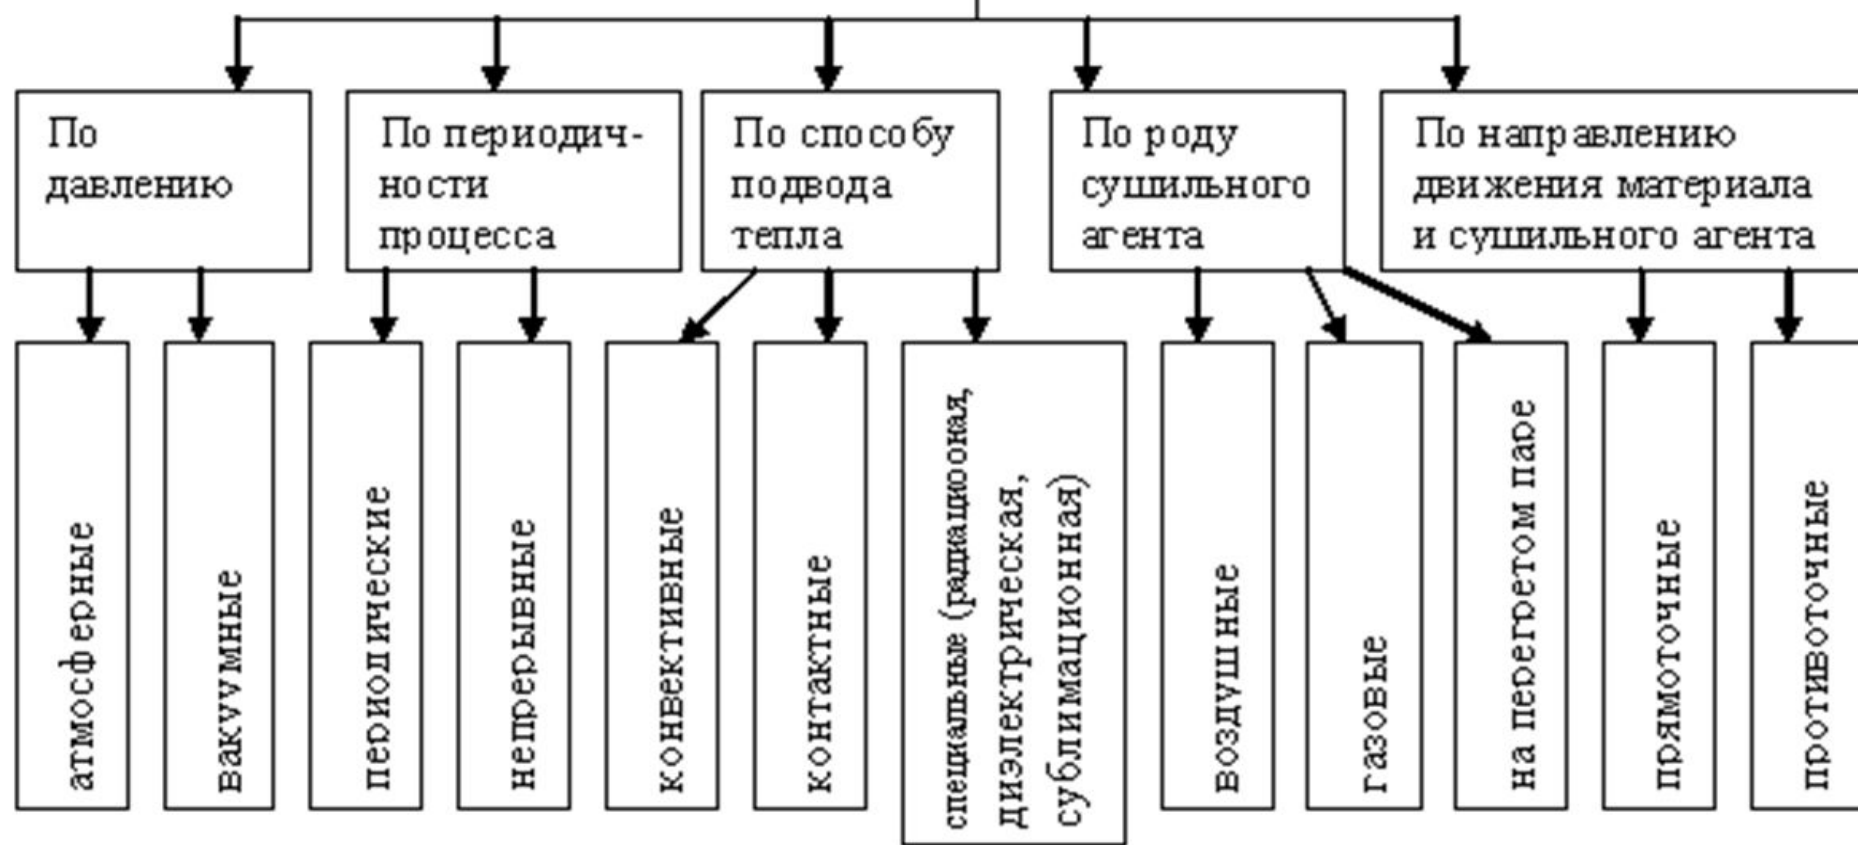 По
давлению
По периодич-
ности
процесса
По способу
подвода
тепла
По роду
сушильного
агента
По направлению
движения материала
и сушильного агента
атмосферные
вакуумные
периодические
непрерывные
конвективные
контактные
специальные (радиацооная,
диэлектрическая,
сублимационная)
воздушные
газовые
на перегретом паре
прямоточные
противоточные